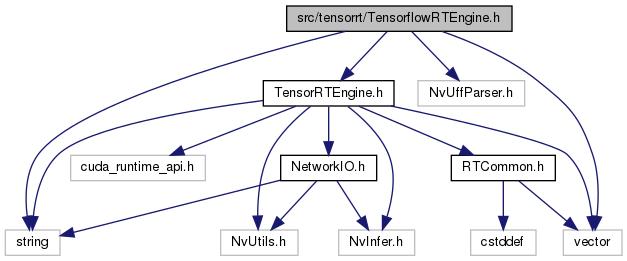 src/tensorrt/TensorflowRTEngine.h
TensorRTEngine.h
NvUffParser.h
cuda_runtime_api.h
NetworkIO.h
RTCommon.h
string
NvUtils.h
NvInfer.h
cstddef
vector